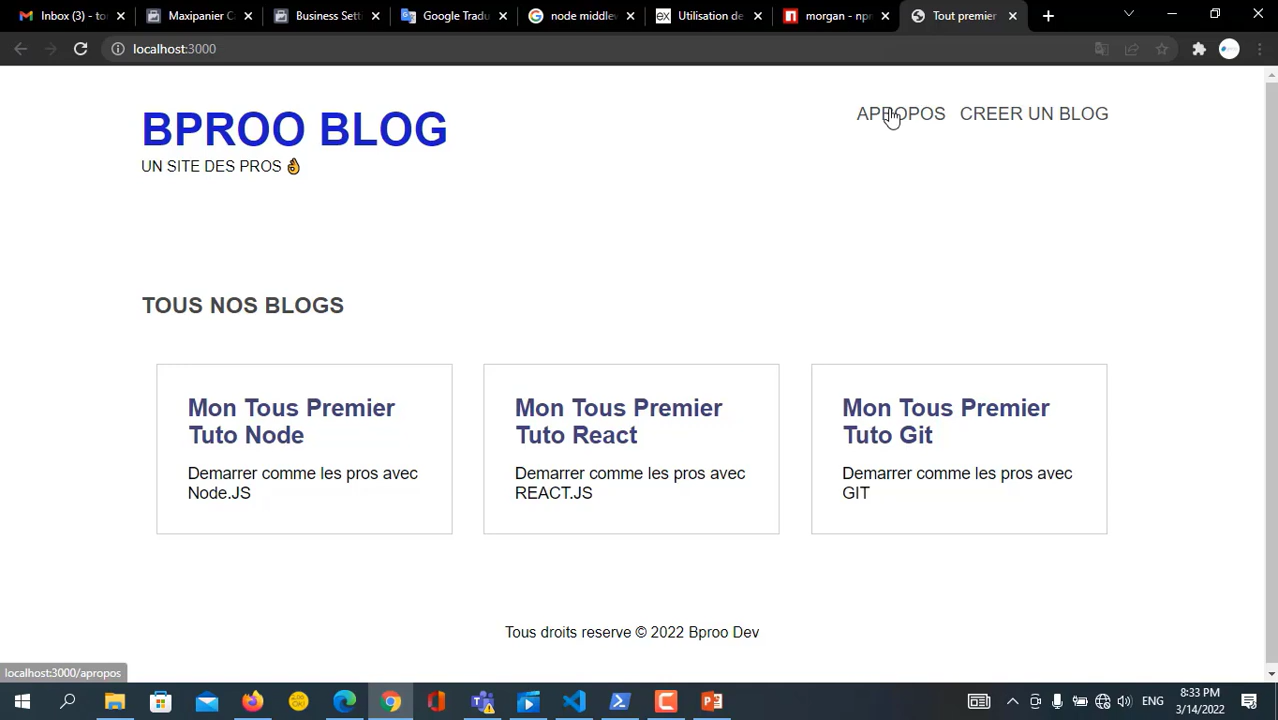 Inbox (3) - to
Maxipanier C
Business Sett
Google Tradu
node middlew
Utilisation de
morgan - npm
Tout premier
localhost:3000
BPROO BLOG
UN SITE DES PROS 👌
APROPOS
CREER UN BLOG
TOUS NOS BLOGS
Mon Tous Premier
Tuto Node
Demarrer comme les pros avec
Node.JS
Mon Tous Premier
Tuto React
Demarrer comme les pros avec
REACT.JS
Mon Tous Premier
Tuto Git
Demarrer comme les pros avec
GIT
Tous droits reserve © 2022 Bproo Dev
localhost:3000/apropos
ENG
8:33 PM
3/14/2022